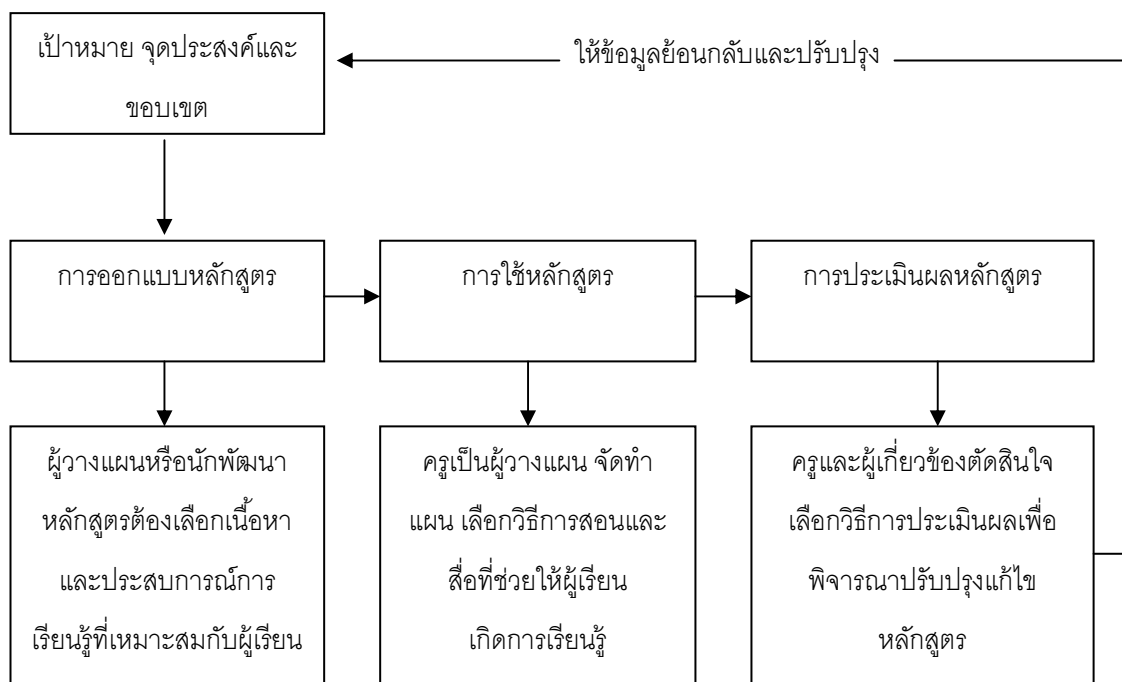 เป้าหมาย จุดประสงค์และ
ขอบเขต
ให้ข้อมูลย้อนกลับและปรับปรุง
การออกแบบหลักสูตร
การใช้หลักสูตร
การประเมินผลหลักสูตร
ผู้วางแผนหรือนักพัฒนา
หลักสูตรต้องเลือกเนื้อหา
และประสบการณ์การ
เรียนรู้ที่เหมาะสมกับผู้เรียน
ครูเป็นผู้วางแผน จัดทำ
แผน เลือกวิธีการสอนและ
สื่อที่ช่วยให้ผู้เรียน
เกิดการเรียนรู้
ครูและผู้เกี่ยวข้องตัดสินใจ
เลือกวิธีการประเมินผลเพื่อ
พิจารณาปรับปรุงแก้ไข
หลักสูตร